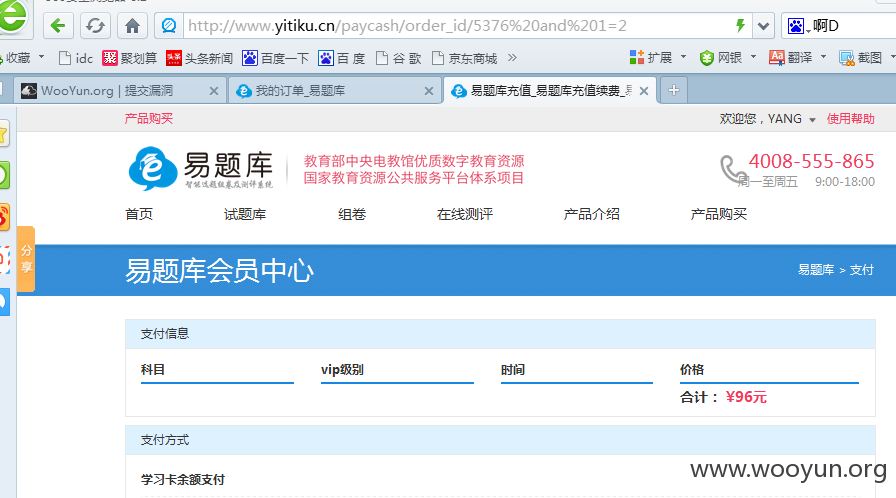 http://www.yitiku.cn/paycash/order_id/5376%20and%201=2
啊D
收藏 idc 聚划算 头条新闻 百度一下 百 度 谷 歌 京东商城 » 扩展 网银 翻译 截图
WooYun.org | 提交漏洞 我的订单_易题库 易题库充值_易题库充值续费_易
产品购买 欢迎您，YANG 使用帮助
易题库
智能选题组卷及测评系统
教育部中央电教馆优质数字教育资源
国家教育资源公共服务平台体系项目
4008-555-865
周一至周五 9:00-18:00
首页 试题库 组卷 在线测评 产品介绍 产品购买
分享
易题库会员中心 易题库 > 支付
支付信息
科目 vip级别 时间 价格
合计： ¥96元
支付方式
学习卡余额支付
www.wooyun.org